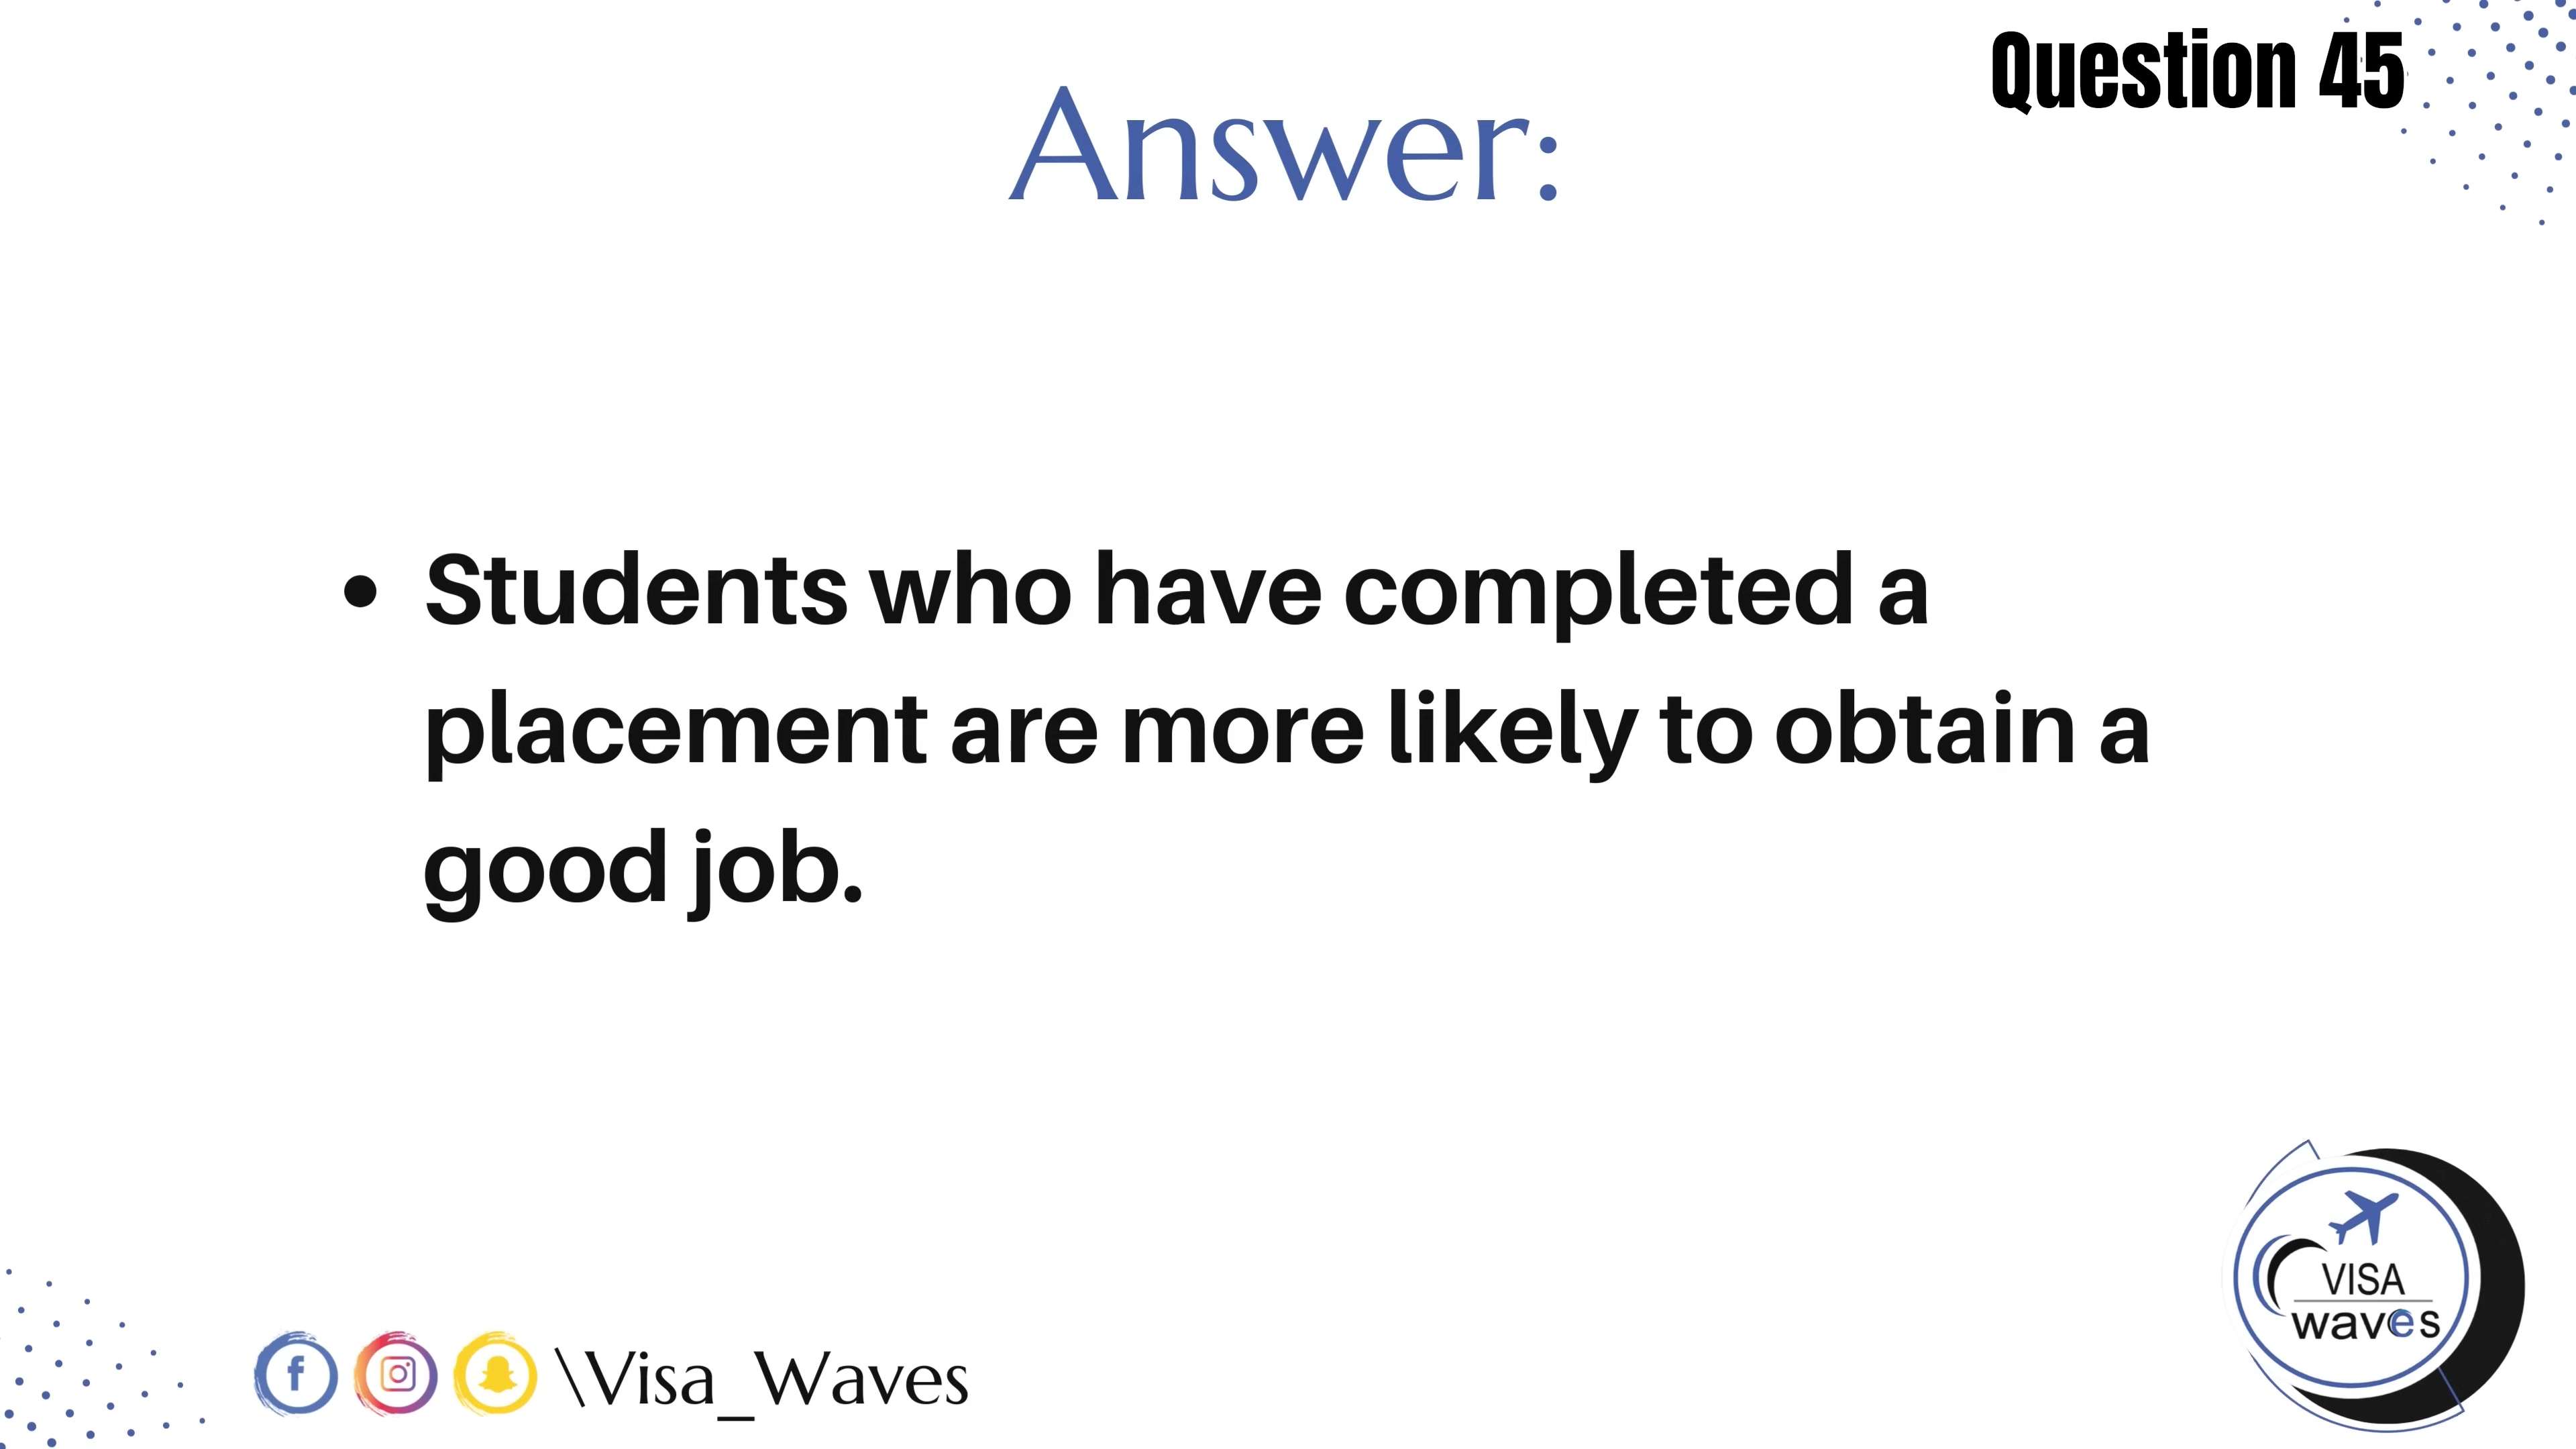 Question 45
Answer:
• Students who have completed a
placement are more likely to obtain a
good job.
VISA
waves
\Visa_Waves